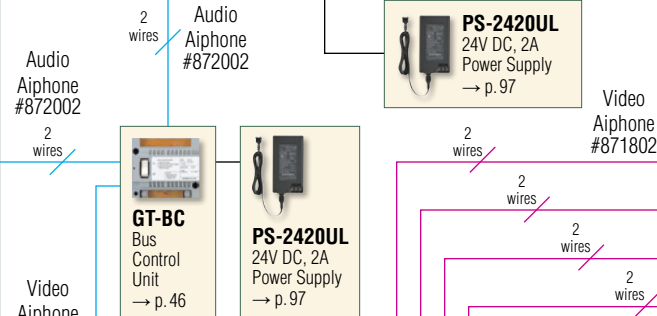 2
wires
Audio
Aiphone
#872002
PS-2420UL
24V DC, 2A
Power Supply
→ p. 97
Audio
Aiphone
#872002
2
wires
Video
Aiphone
#871802
2
wires
2
wires
2
wires
2
wires
GT-BC
Bus
Control
Unit
→ p. 46
PS-2420UL
24V DC, 2A
Power Supply
→ p. 97
Video
Aiphone